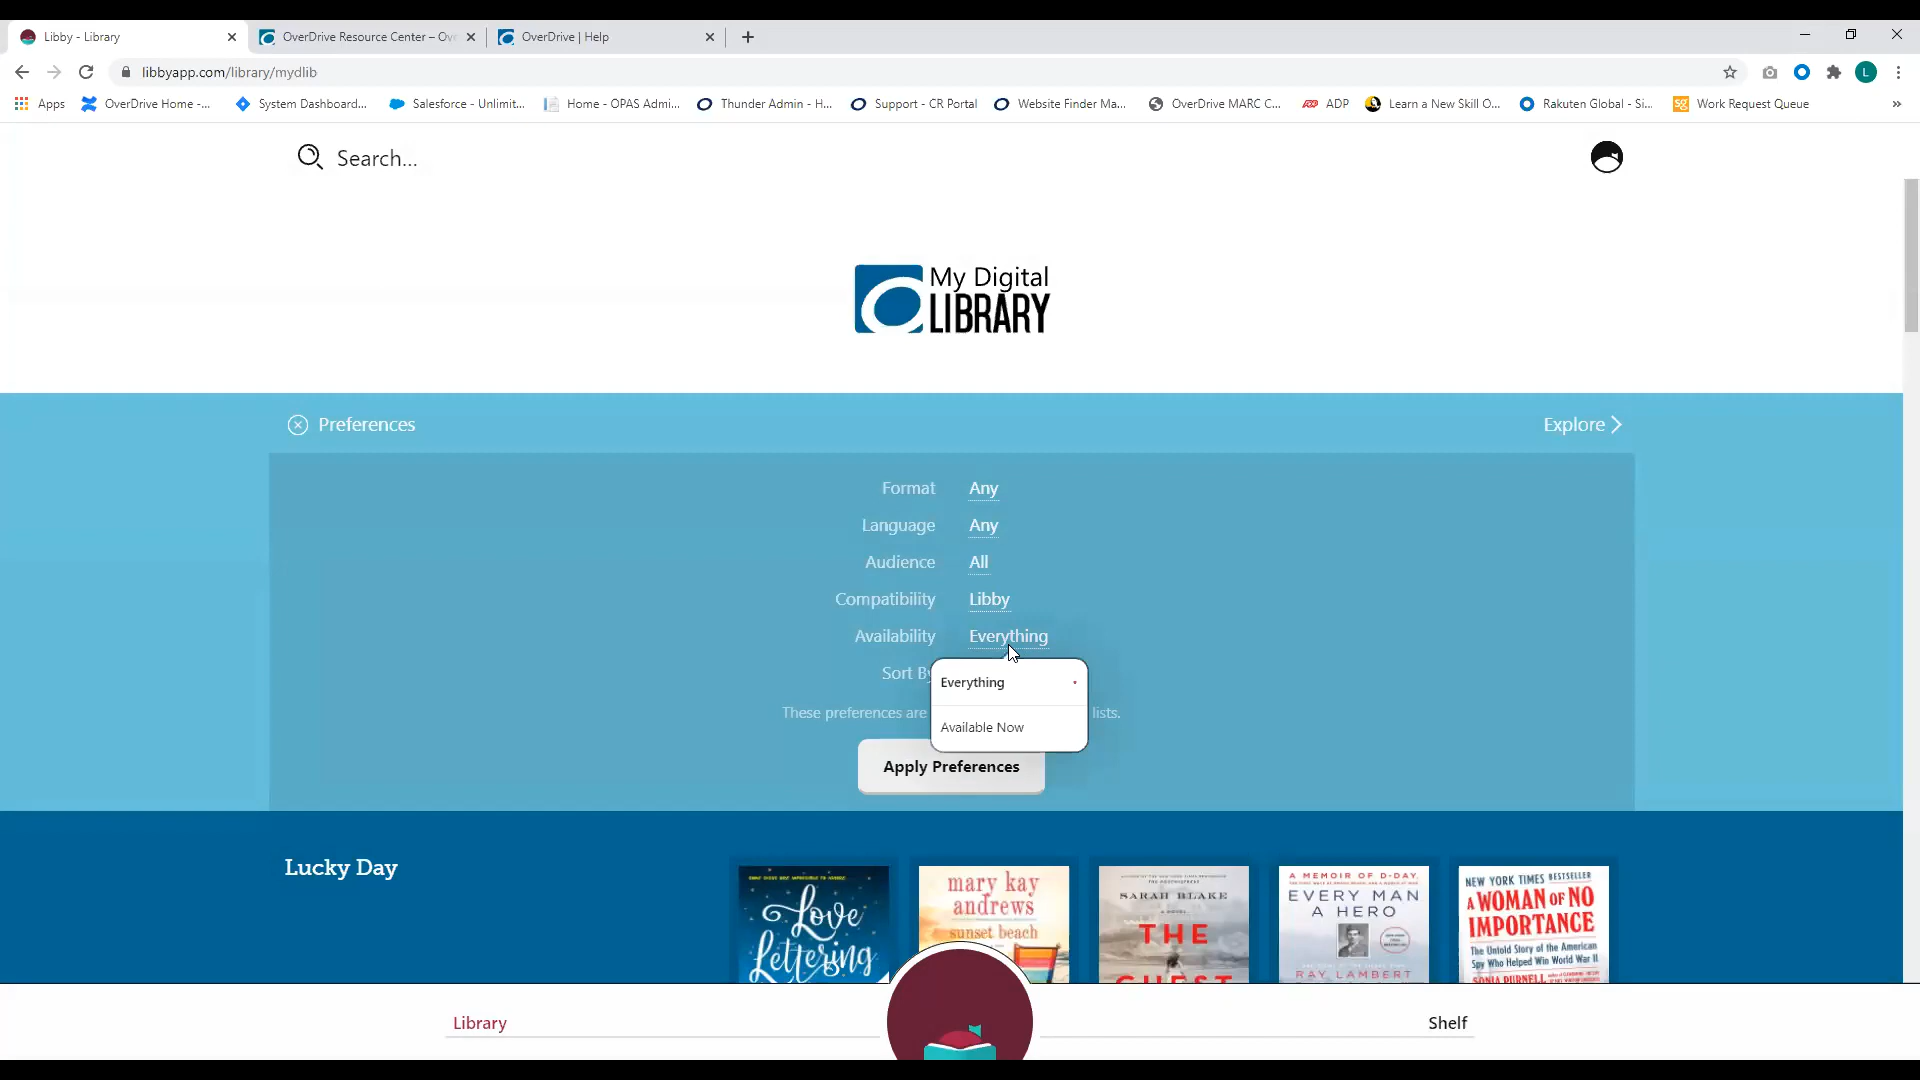 Libby - Library
OverDrive Resource Center – Ov
OverDrive | Help
libbyapp.com/library/mydlib
L
Apps
OverDrive Home -...
System Dashboard...
Salesforce - Unlimit...
Home - OPAS Admi...
Thunder Admin - H...
Support - CR Portal
Website Finder Ma...
OverDrive MARC C...
ADP
Learn a New Skill O...
Rakuten Global - Si...
Work Request Queue
Search...
My Digital
LIBRARY
Preferences
Explore
Format Any
Language Any
Audience All
Compatibility Libby
Availability Everything
Sort By
Everything
Available Now
These preferences are lists.
Apply Preferences
Lucky Day
Love
Lettering
mary kay
andrews
sunset beach
SARAH BLAKE
A NOVEL
THE
GUEST
A MEMOIR OF D-DAY
EVERY MAN
A HERO
RAY LAMBERT
NEW YORK TIMES BESTSELLER
A WOMAN OF NO
IMPORTANCE
The Untold Story of the American
Spy Who Helped Win World War II
SONIA PURNELL
Library
Shelf